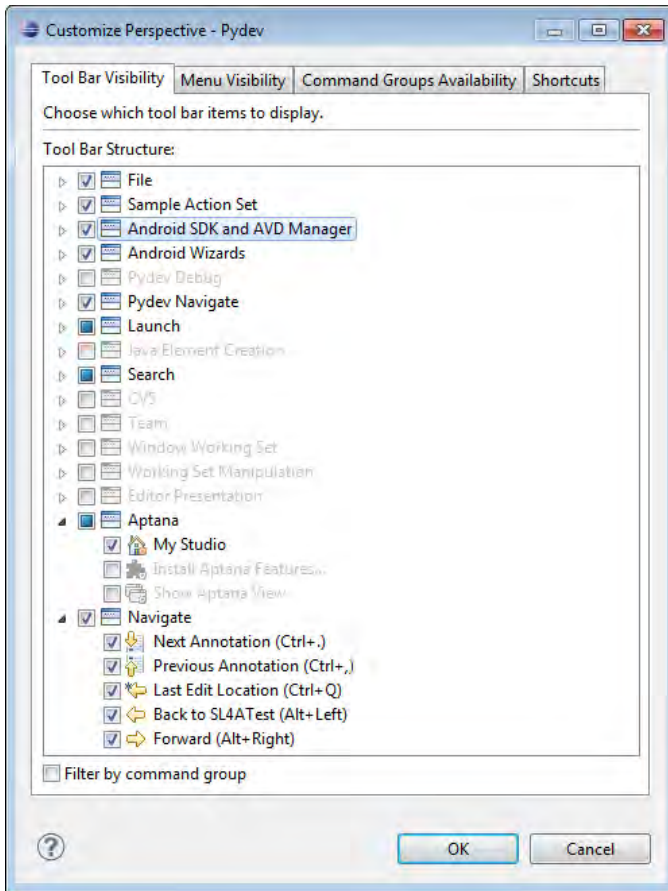 Customize Perspective - Pydev
Tool Bar Visibility Menu Visibility Command Groups Availability Shortcuts
Choose which tool bar items to display.
Tool Bar Structure:
File
Sample Action Set
Android SDK and AVD Manager
Android Wizards
Pydev Debug
Pydev Navigate
Launch
Java Element Creation
Search
CVS
Team
Window Working Set
Working Set Manipulation
Editor Presentation
Aptana
My Studio
Install Aptana Features...
Show Aptana View
Navigate
Next Annotation (Ctrl+.)
Previous Annotation (Ctrl+,)
Last Edit Location (Ctrl+Q)
Back to SL4ATest (Alt+Left)
Forward (Alt+Right)
Filter by command group
?
OK Cancel